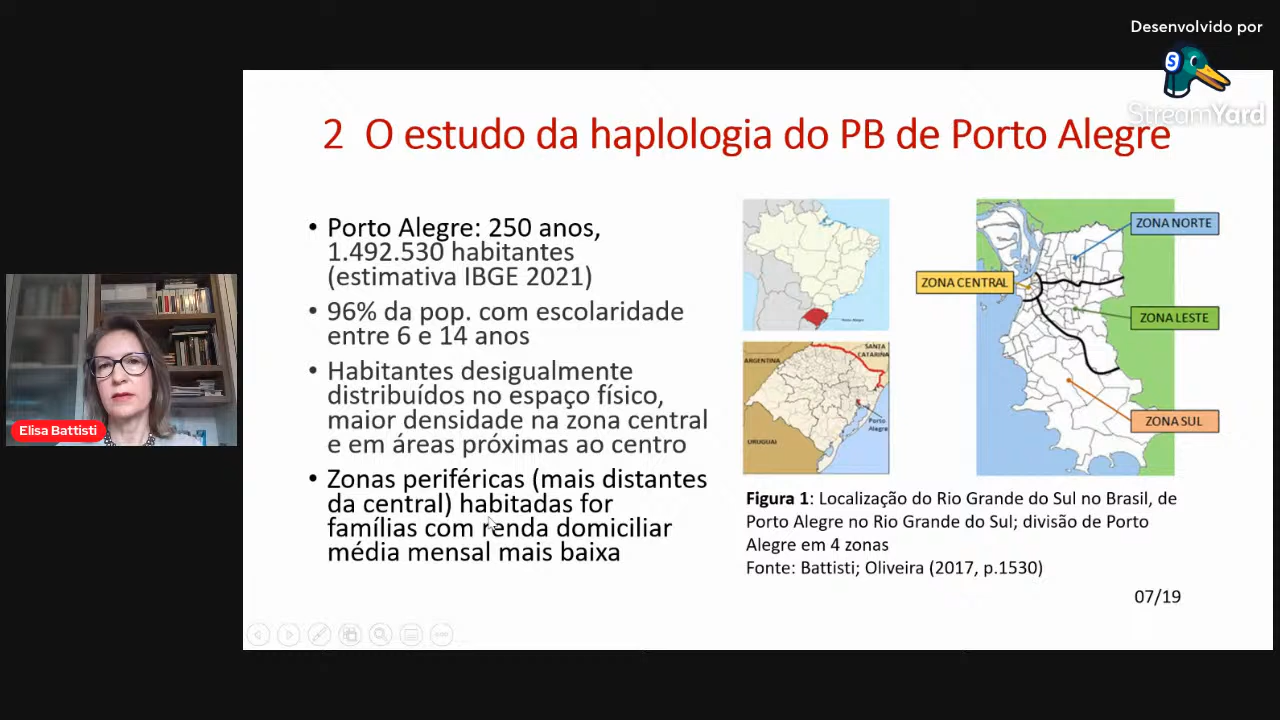 Desenvolvido por
S
StreamYard
2 O estudo da haplologia do PB de Porto Alegre
• Porto Alegre: 250 anos,
1.492.530 habitantes
(estimativa IBGE 2021)
• 96% da pop. com escolaridade
entre 6 e 14 anos
• Habitantes desigualmente
distribuídos no espaço físico,
maior densidade na zona central
e em áreas próximas ao centro
• Zonas periféricas (mais distantes
da central) habitadas for
famílias com renda domiciliar
média mensal mais baixa
Porto Alegre
ARGENTINA
SANTA
CATARINA
Porto
Alegre
URUGUAI
ZONA NORTE
ZONA CENTRAL
ZONA LESTE
ZONA SUL
Figura 1: Localização do Rio Grande do Sul no Brasil, de
Porto Alegre no Rio Grande do Sul; divisão de Porto
Alegre em 4 zonas
Fonte: Battisti; Oliveira (2017, p.1530)
07/19
Elisa Battisti